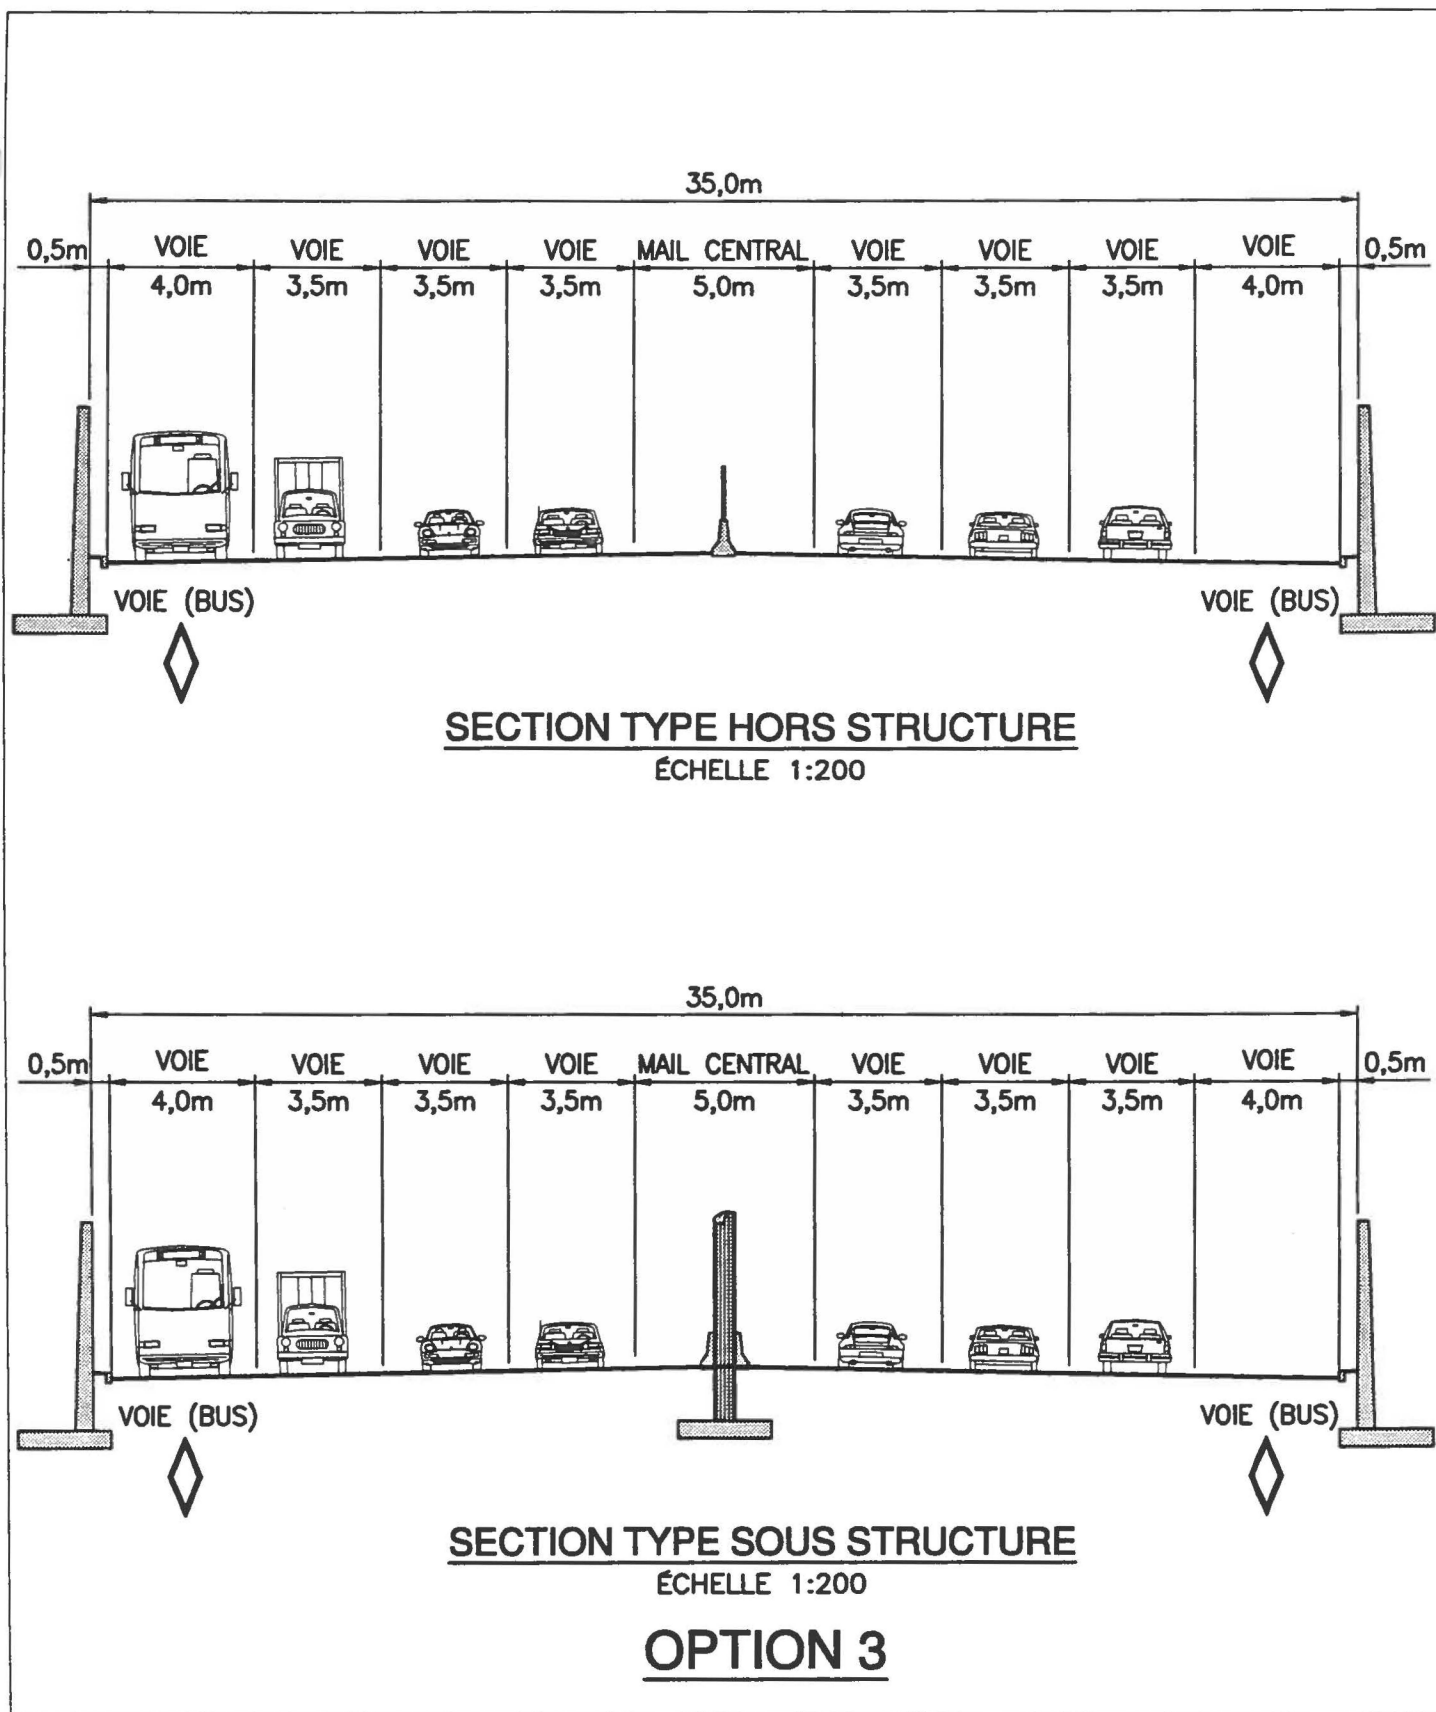 35,0m
0,5m VOIE VOIE VOIE VOIE MAIL CENTRAL VOIE VOIE VOIE VOIE 0,5m
4,0m 3,5m 3,5m 3,5m 5,0m 3,5m 3,5m 3,5m 4,0m
VOIE (BUS) VOIE (BUS)
SECTION TYPE HORS STRUCTURE
ÉCHELLE 1:200
35,0m
0,5m VOIE VOIE VOIE VOIE MAIL CENTRAL VOIE VOIE VOIE VOIE 0,5m
4,0m 3,5m 3,5m 3,5m 5,0m 3,5m 3,5m 3,5m 4,0m
VOIE (BUS) VOIE (BUS)
SECTION TYPE SOUS STRUCTURE
ÉCHELLE 1:200
OPTION 3